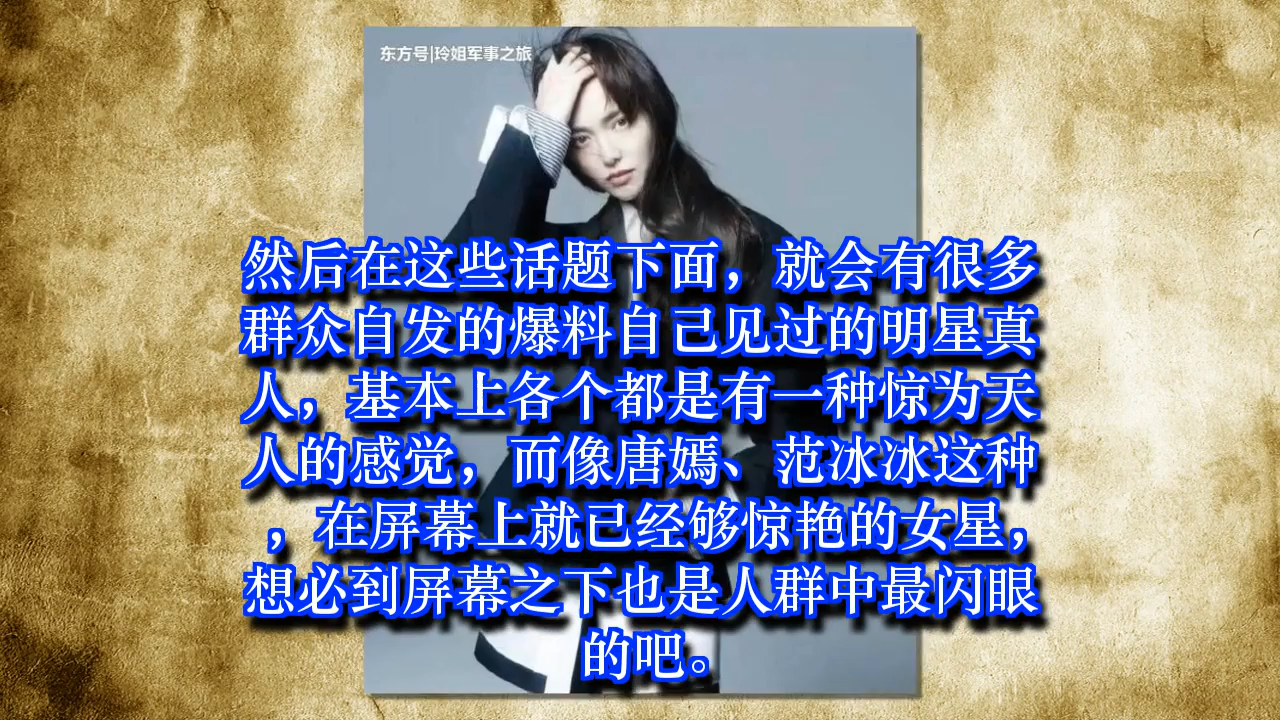 东方号|玲姐军事之旅
然后在这些话题下面，就会有很多
群众自发的爆料自己见过的明星真
人，基本上各个都是有一种惊为天
人的感觉，而像唐嫣、范冰冰这种
，在屏幕上就已经够惊艳的女星，
想必到屏幕之下也是人群中最闪眼
的吧。